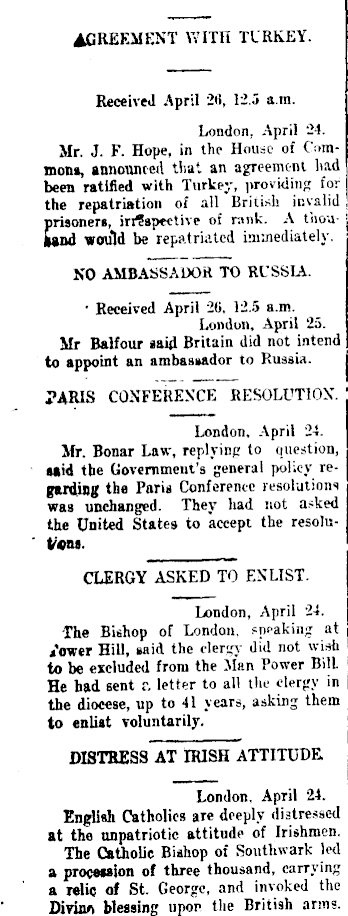 AGREEMENT WITH TURKEY.
Received April 26, 12.5 a.m.
London, April 24.
Mr. J. F. Hope, in the House of Com-
mons, announced that an agreement had
been ratified with Turkey, providing for
the repatriation of all British invalid
prisoners, irrespective of rank. A thou-
sand would be repatriated immediately.
NO AMBASSADOR TO RUSSIA.
Received April 26, 12.5 a.m.
London, April 25.
Mr Balfour said Britain did not intend
to appoint an ambassador to Russia.
PARIS CONFERENCE RESOLUTION.
London, April 24.
Mr. Bonar Law, replying to question,
said the Government's general policy re-
garding the Paris Conference resolutions
was unchanged. They had not asked
the United States to accept the resolu-
tions.
CLERGY ASKED TO ENLIST.
London, April 24.
The Bishop of London, speaking at
Tower Hill, said the clergy did not wish
to be excluded from the Man Power Bill.
He had sent a letter to all the clergy in
the diocese, up to 41 years, asking them
to enlist voluntarily.
DISTRESS AT IRISH ATTITUDE
London, April 24.
English Catholics are deeply distressed
at the unpatriotic attitude of Irishmen.
The Catholic Bishop of Southwark led
a procession of three thousand, carrying
a relic of St. George, and invoked the
Divine blessing upon the British arms.